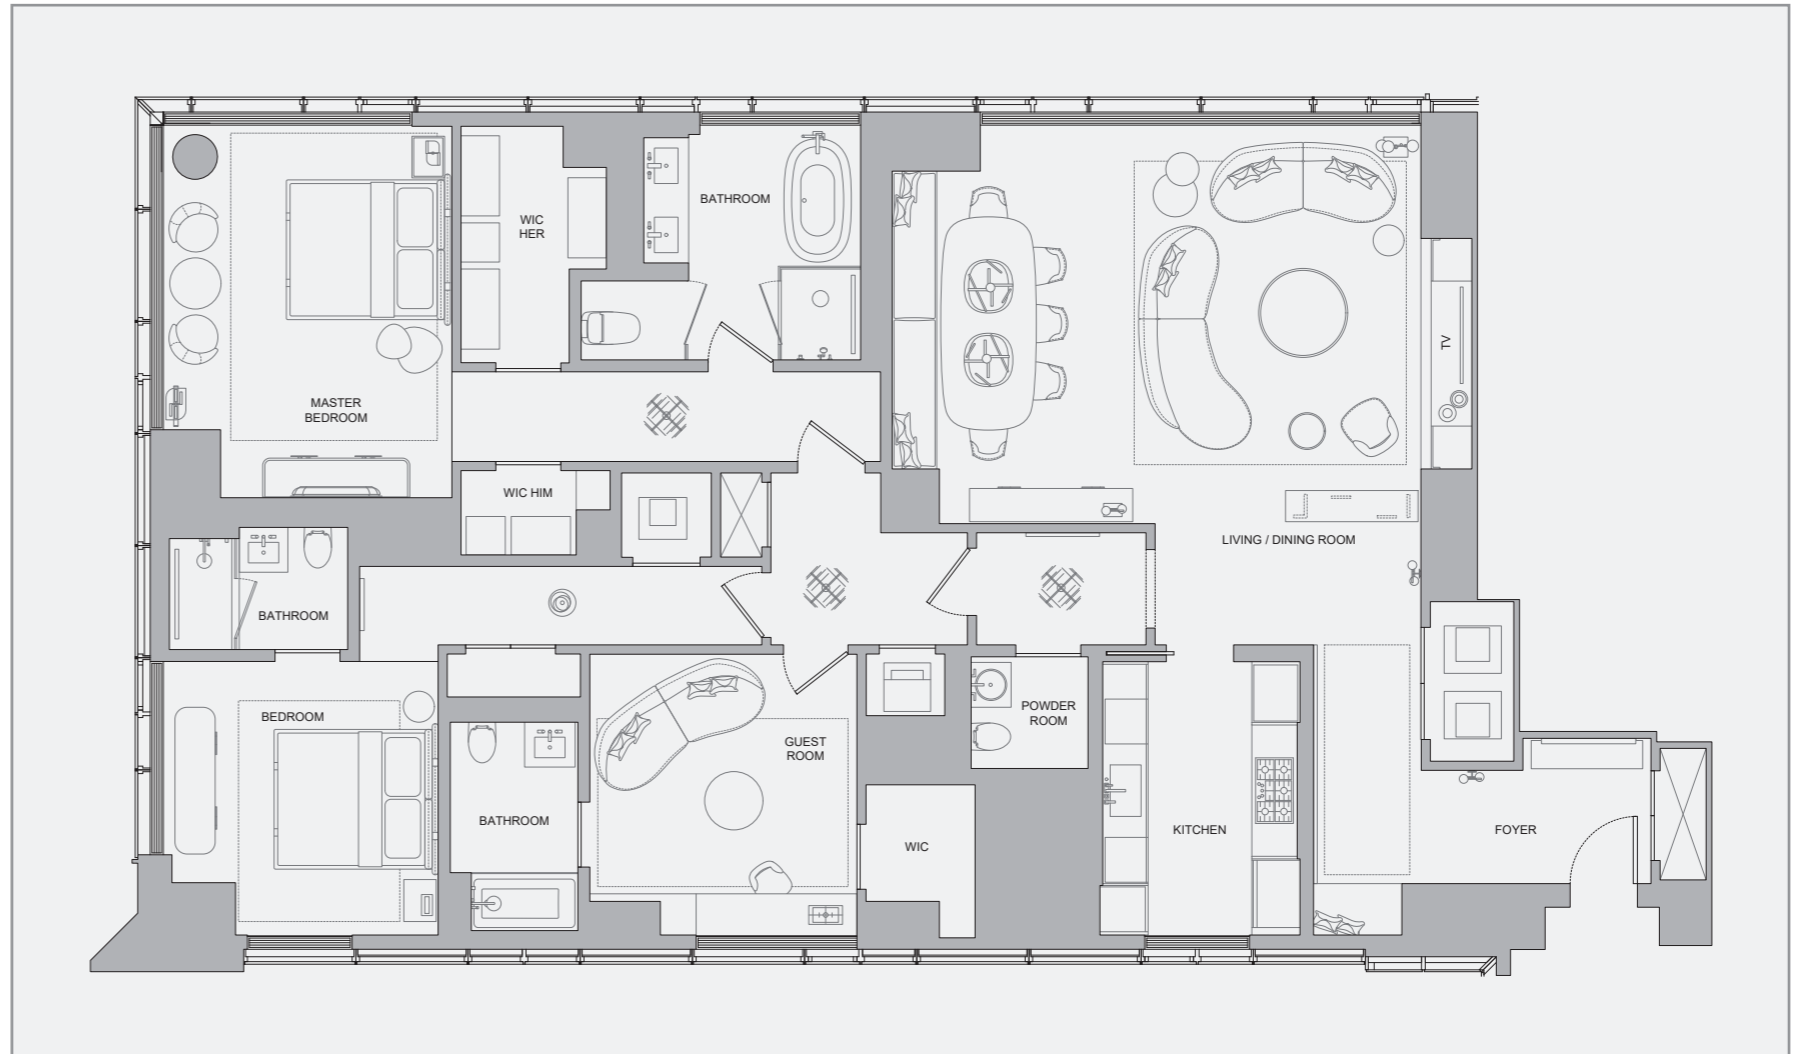 WIC
HER
BATHROOM
TV
MASTER
BEDROOM
WIC HIM
LIVING / DINING ROOM
BATHROOM
BEDROOM
POWDER
ROOM
GUEST
ROOM
BATHROOM
KITCHEN
FOYER
WIC